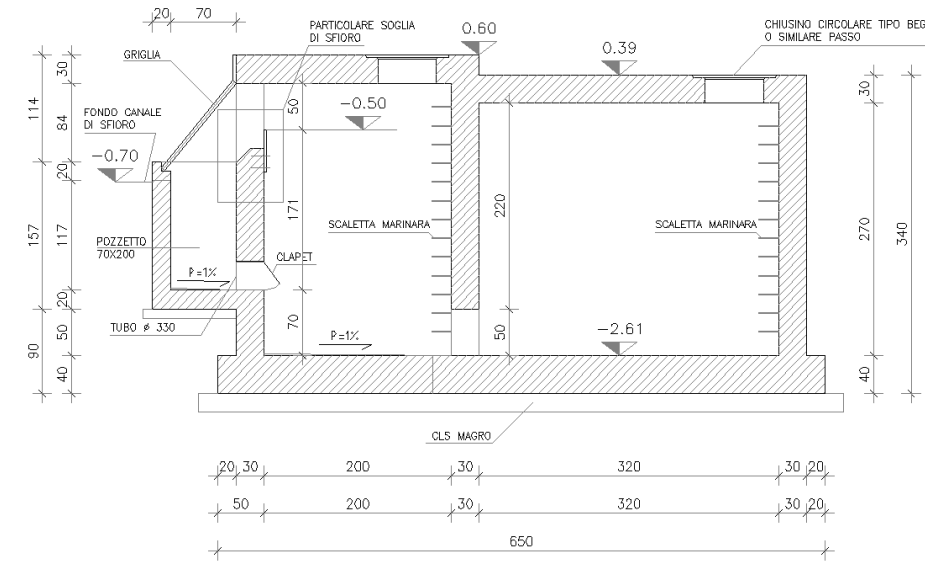 20 70
PARTICOLARE SOGLIA
DI SFIORO
0.60
CHIUSINO CIRCOLARE TIPO BEG
O SIMILARE PASSO
GRIGLIA
0.39
30
114
84
FONDO CANALE
DI SFIORO
50
-0.50
30
-0.70
20
157
117
171
220
SCALETTA MARINARA
SCALETTA MARINARA
270
340
POZZETTO
70X200
CLAPET
P=1%
20
TUBO ø 330
50
70
P=1%
50
-2.61
90
40
40
CLS MAGRO
20 30 200 30 320 30 20
50 200 30 320 30 20
650